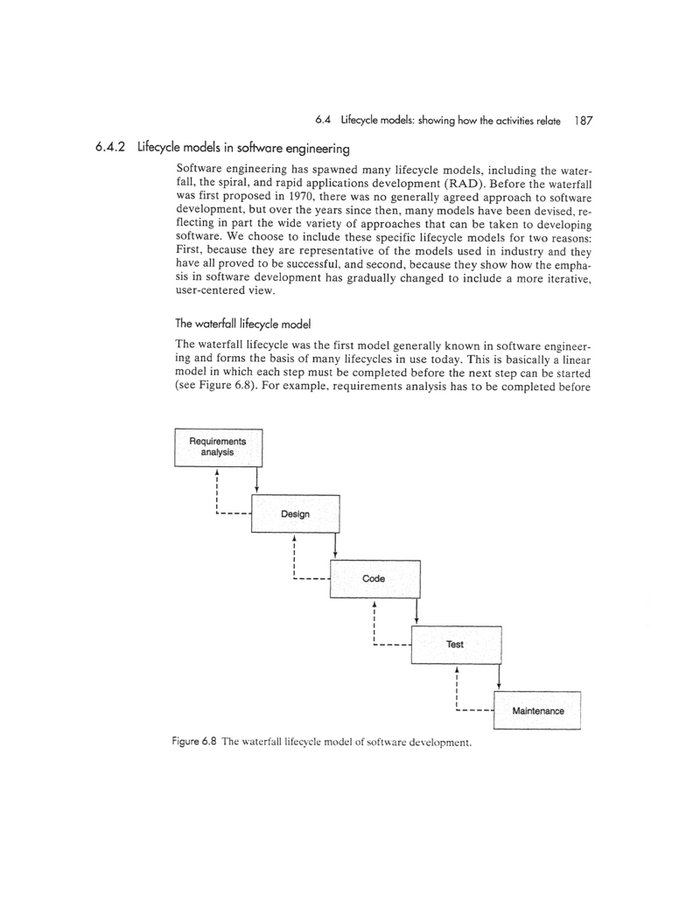 6.4 Lifecycle models: showing how the activities relate 187
6.4.2 Lifecycle models in software engineering
Software engineering has spawned many lifecycle models, including the water-
fall, the spiral, and rapid applications development (RAD). Before the waterfall
was first proposed in 1970, there was no generally agreed approach to software
development, but over the years since then, many models have been devised, re-
flecting in part the wide variety of approaches that can be taken to developing
software. We choose to include these specific lifecycle models for two reasons:
First, because they are representative of the models used in industry and they
have all proved to be successful, and second, because they show how the empha-
sis in software development has gradually changed to include a more iterative,
user-centered view.
The waterfall lifecycle model
The waterfall lifecycle was the first model generally known in software engineer-
ing and forms the basis of many lifecycles in use today. This is basically a linear
model in which each step must be completed before the next step can be started
(see Figure 6.8). For example, requirements analysis has to be completed before
Requirements
analysis
Design
Code
Test
Maintenance
Figure 6.8 The waterfall lifecycle model of software development.